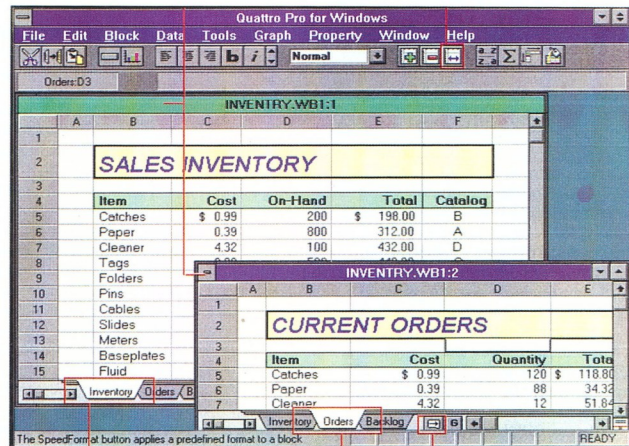 Quattro Pro for Windows
File Edit Block Data Tools Graph Property Window Help
b i Normal
Orders:D3
INVENTRY.WB1:1
A B C D E F
1
2 SALES INVENTORY
3
4 Item Cost On-Hand Total Catalog
5 Catches $ 0.99 200 $ 198.00 B
6 Paper 0.39 800 312.00 A
7 Cleaner 4.32 100 432.00 D
8 Tags
9 Folders
10 Pins
11 Cables
12 Slides
13 Meters
14 Baseplates
15 Fluid
Inventory Orders B
INVENTRY.WB1:2
A B C D E
1
2 CURRENT ORDERS
3
4 Item Cost Quantity Tota
5 Catches $ 0.99 120 $ 118.80
6 Paper 0.39 88 34.32
7 Cleaner 4.32 12 51.84
Inventory Orders Backlog G
The SpeedFormat button applies a predefined format to a block READY